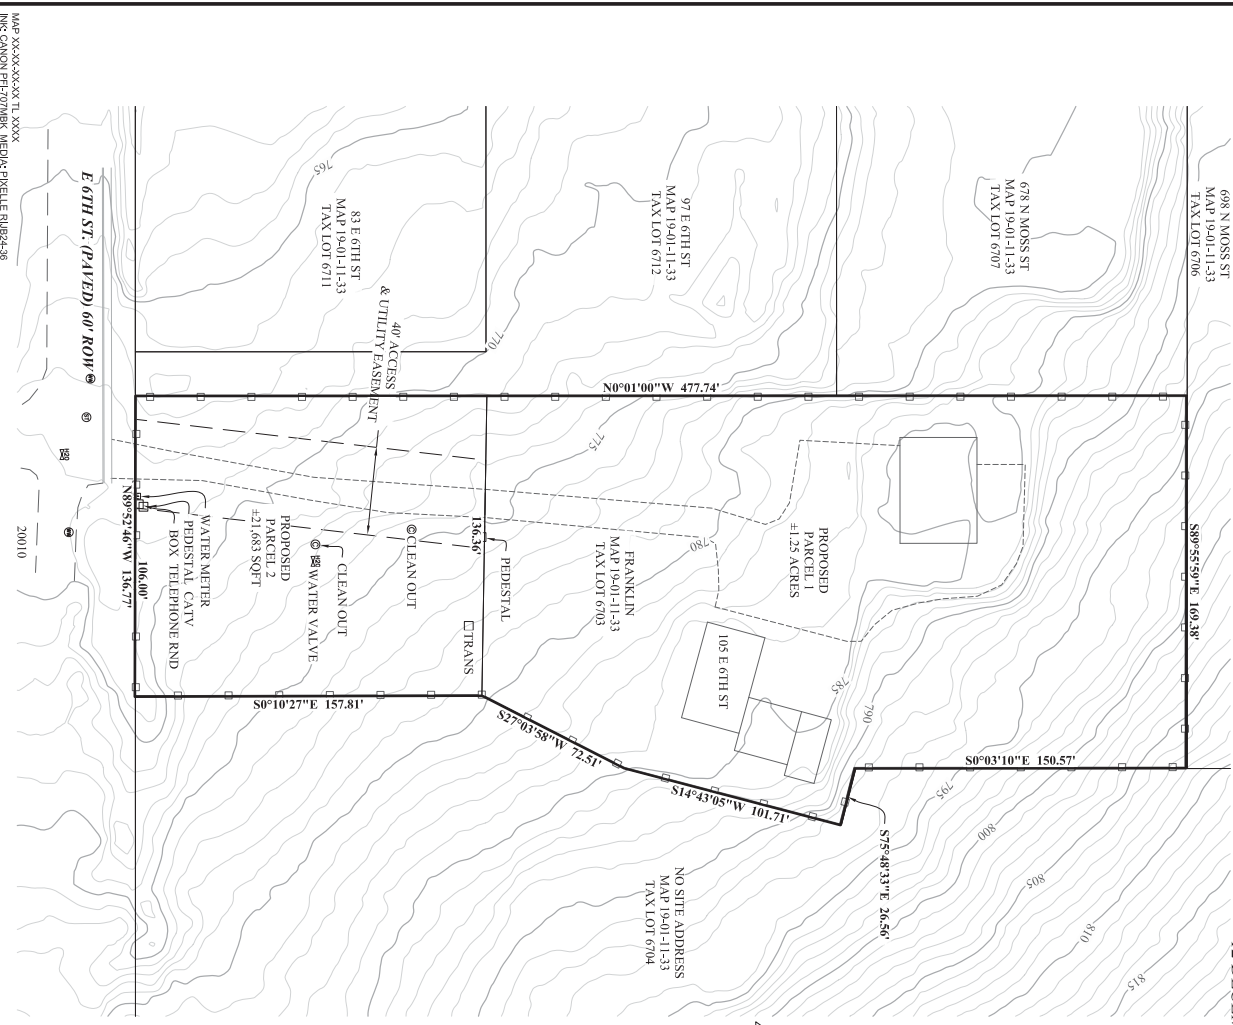 MAP XX-XX-XX-XX TL XXXX
INK: CANON PFI-707MBK MEDIA: PIXELLE RIJB24-36
698 N MOSS ST
MAP 19-01-11-33
TAX LOT 6706
678 N MOSS ST
MAP 19-01-11-33
TAX LOT 6707
97 E 6TH ST
MAP 19-01-11-33
TAX LOT 6712
83 E 6TH ST
MAP 19-01-11-33
TAX LOT 6711
765
770
E 6TH ST. (PAVED) 60' ROW
40' ACCESS
& UTILITY EASEMENT
N0°01'00"W 477.74'
775
780
785
790
795
800
805
810
815
S89°55'59"E 169.38'
PROPOSED
PARCEL 1
±1.25 ACRES
FRANKLIN
MAP 19-01-11-33
TAX LOT 6703
105 E 6TH ST
136.36'
PEDESTAL
TRANS
CLEAN OUT
CLEAN OUT
WATER VALVE
PROPOSED
PARCEL 2
±21,683 SQFT
WATER METER
PEDESTAL CATV
BOX TELEPHONE RND
106.00'
N89°52'46"W 136.77'
20010
S0°10'27"E 157.81'
S27°03'58"W 72.51'
S14°43'05"W 101.71'
S75°48'33"E 26.56'
S0°03'10"E 150.57'
NO SITE ADDRESS
MAP 19-01-11-33
TAX LOT 6704